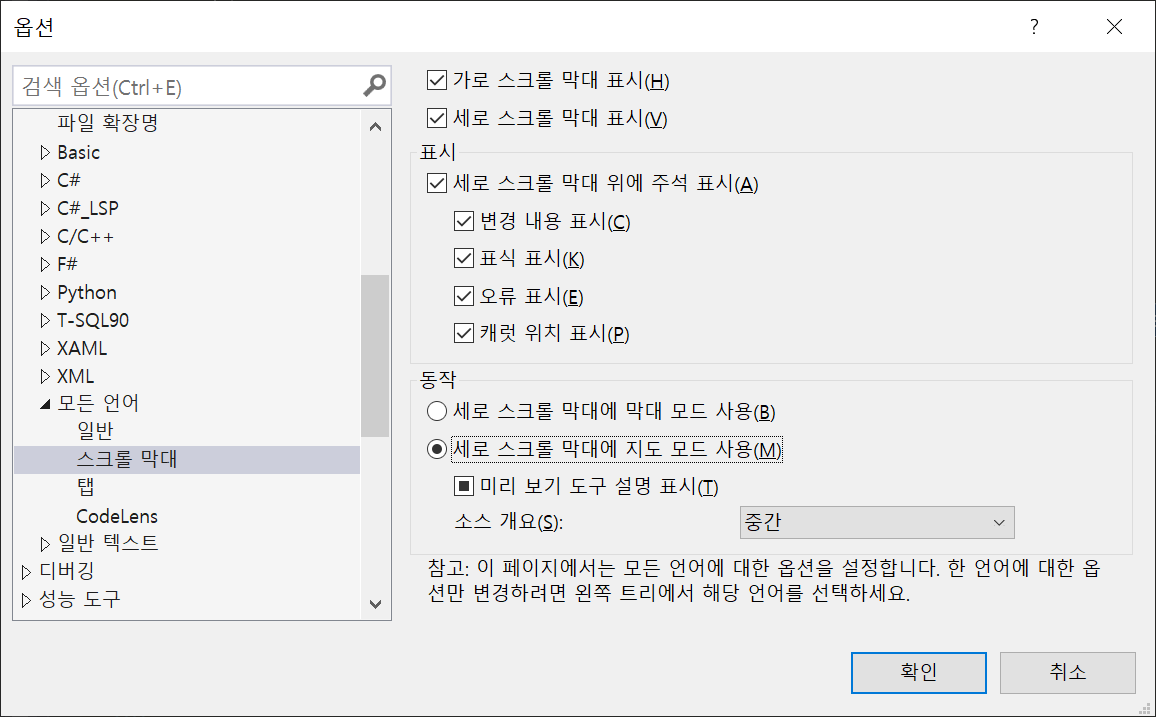 옵션
?
검색 옵션(Ctrl+E)
파일 확장명
Basic
C#
C#_LSP
C/C++
F#
Python
T-SQL90
XAML
XML
모든 언어
일반
스크롤 막대
탭
CodeLens
일반 텍스트
디버깅
성능 도구
가로 스크롤 막대 표시(H)
세로 스크롤 막대 표시(V)
표시
세로 스크롤 막대 위에 주석 표시(A)
변경 내용 표시(C)
표식 표시(K)
오류 표시(E)
캐럿 위치 표시(P)
동작
세로 스크롤 막대에 막대 모드 사용(B)
세로 스크롤 막대에 지도 모드 사용(M)
미리 보기 도구 설명 표시(T)
소스 개요(S): 중간
참고: 이 페이지에서는 모든 언어에 대한 옵션을 설정합니다. 한 언어에 대한 옵
션만 변경하려면 왼쪽 트리에서 해당 언어를 선택하세요.
확인 취소